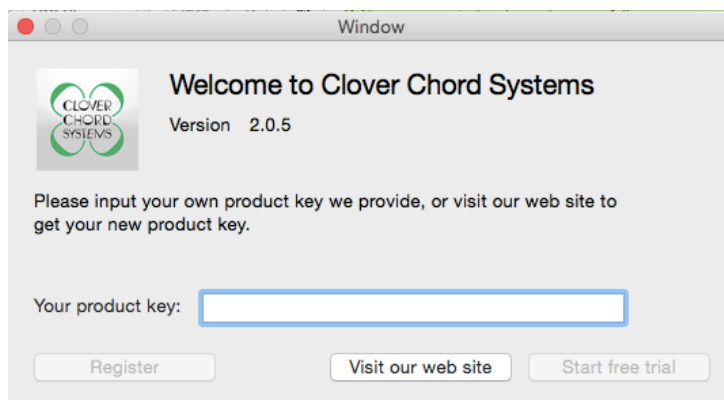 Window
CLOVER
CHORD
SYSTEMS
Welcome to Clover Chord Systems
Version 2.0.5
Please input your own product key we provide, or visit our web site to
get your new product key.
Your product key:
Register
Visit our web site
Start free trial